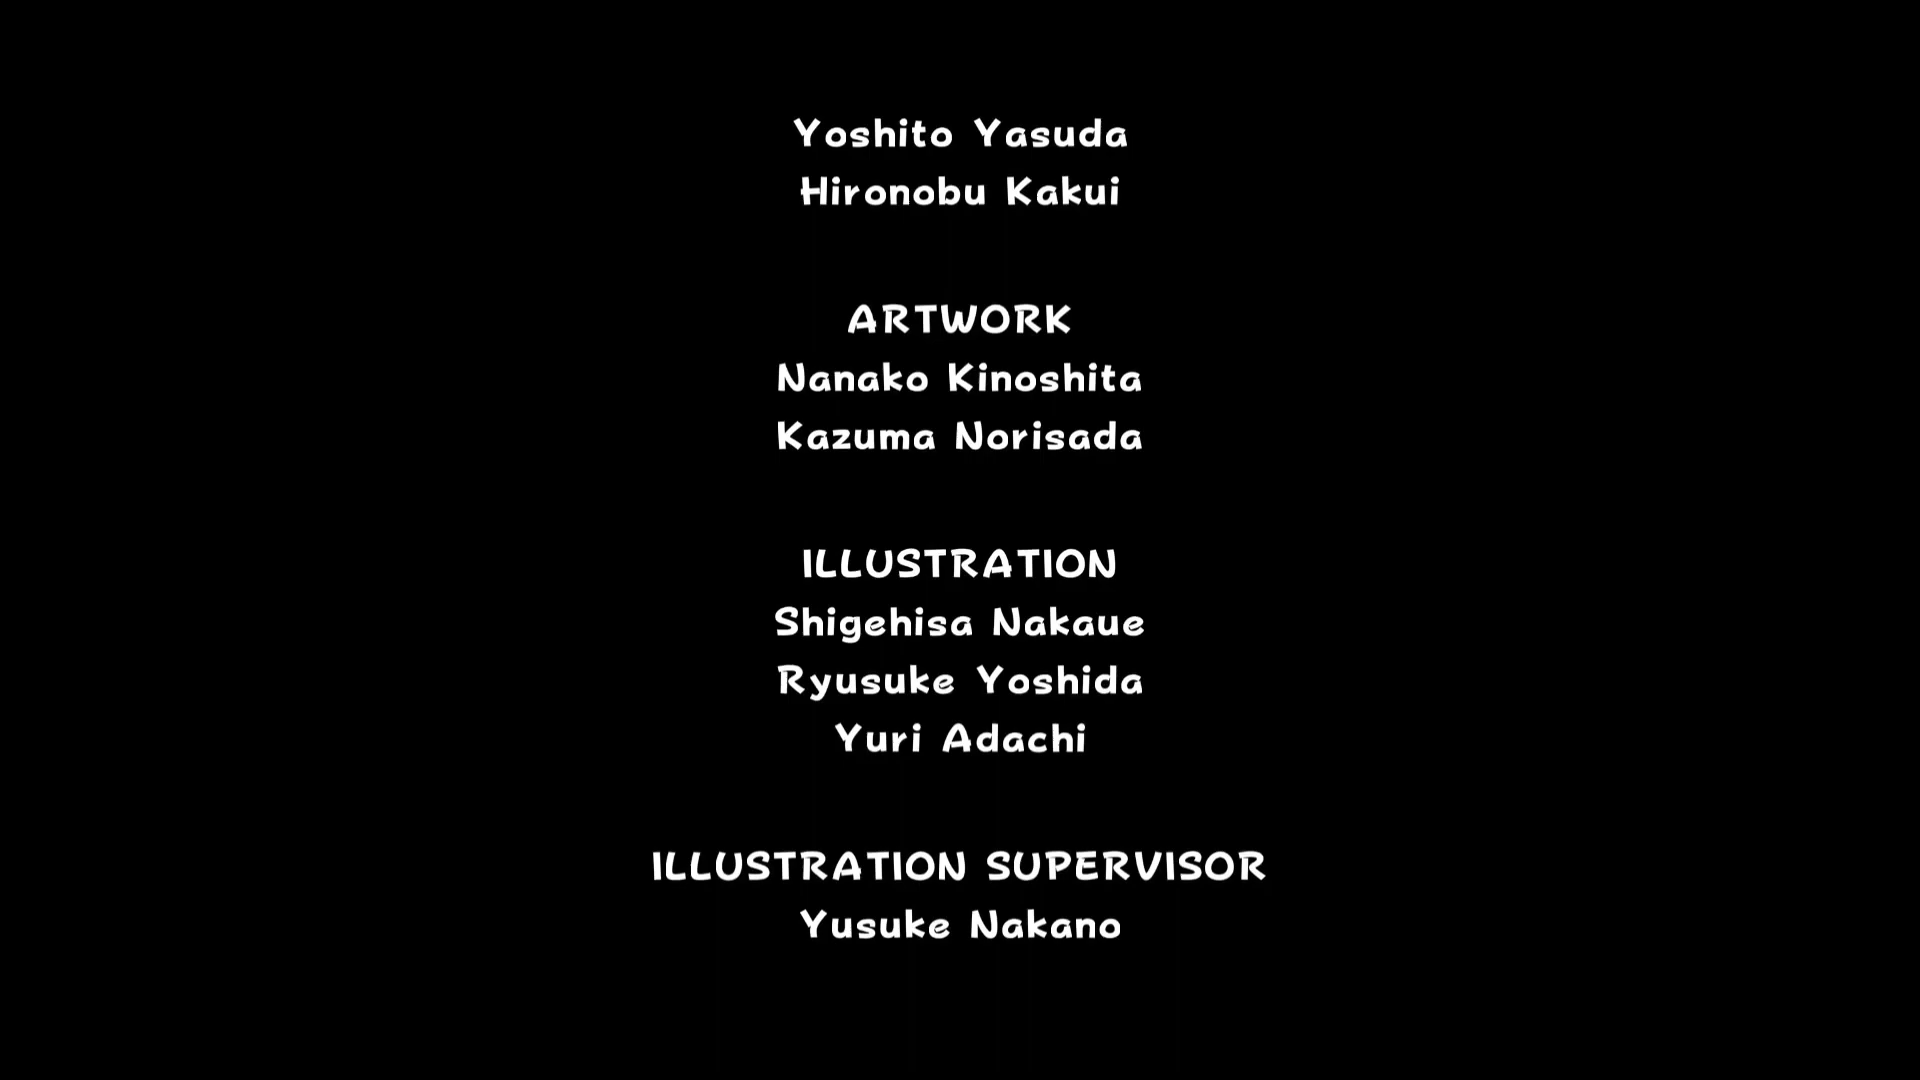 Yoshito Yasuda
Hironobu Kakui
ARTWORK
Nanako Kinoshita
Kazuma Norisada
ILLUSTRATION
Shigehisa Nakaue
Ryusuke Yoshida
Yuri Adachi
ILLUSTRATION SUPERVISOR
Yusuke Nakano